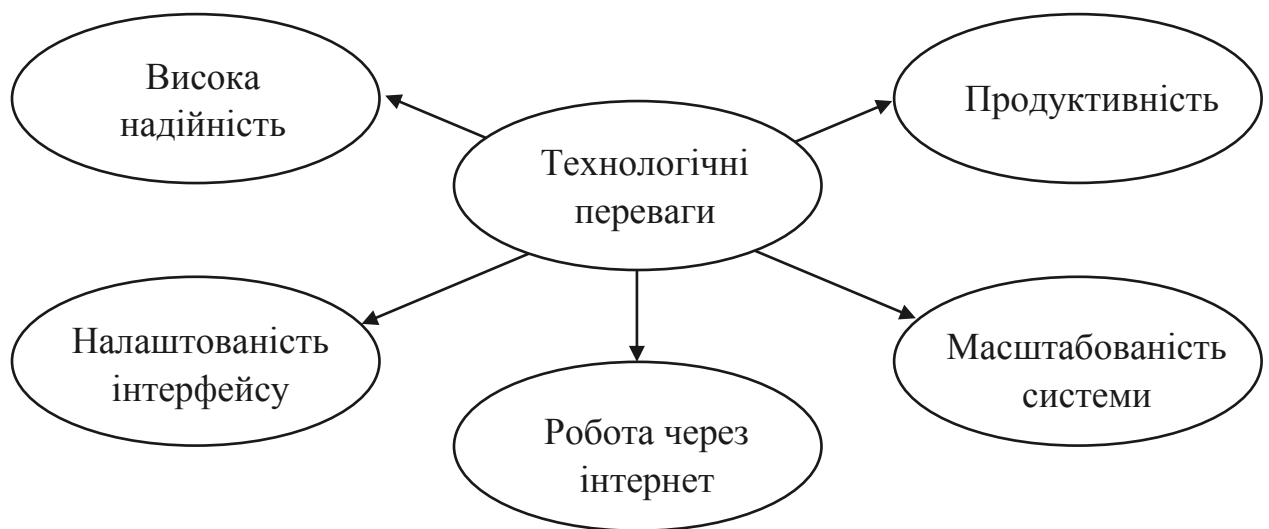 Висока
надійність
Продуктивність
Технологічні
переваги
Налаштованість
інтерфейсу
Масштабованість
системи
Робота через
інтернет